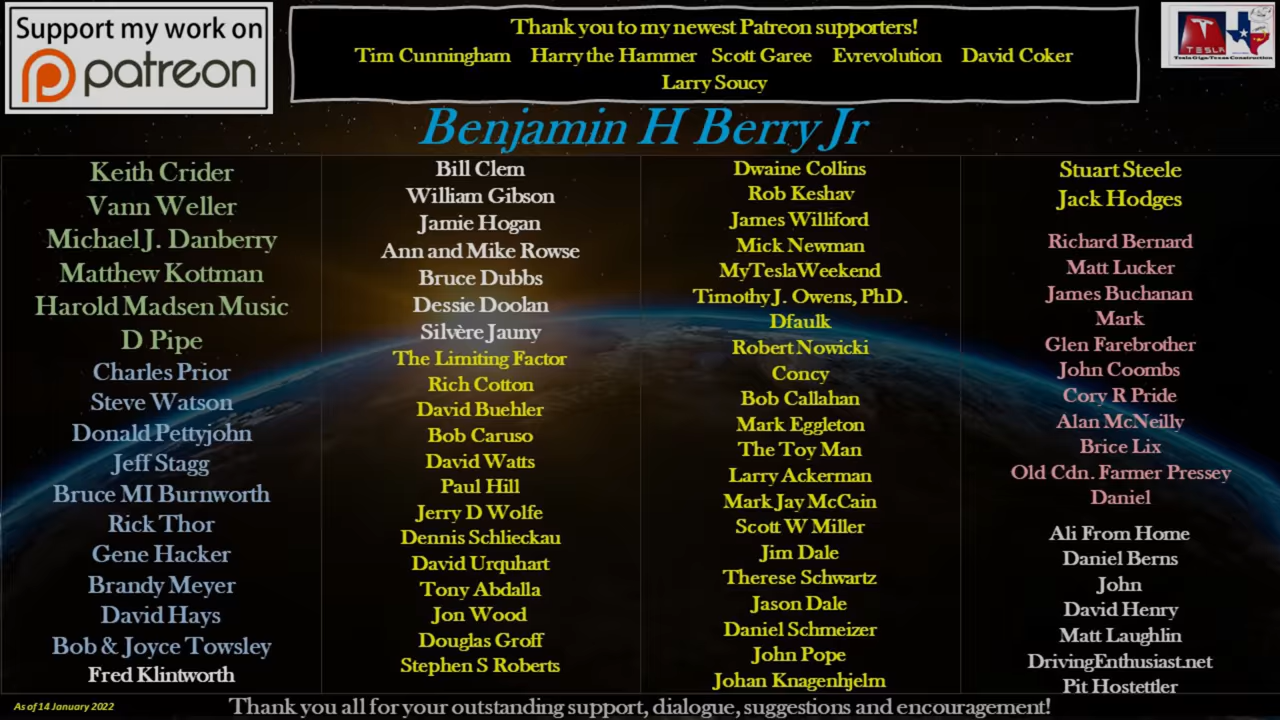 Support my work on
patreon
Thank you to my newest Patreon supporters!
Tim Cunningham Harry the Hammer Scott Garee Evrevolution David Coker
Larry Soucy
TESLA
Tesla Giga Texas Construction
Benjamin H Berry Jr
Keith Crider
Vann Weller
Michael J. Danberry
Matthew Kottman
Harold Madsen Music
D Pipe
Charles Prior
Steve Watson
Donald Pettyjohn
Jeff Stagg
Bruce MI Burnworth
Rick Thor
Gene Hacker
Brandy Meyer
David Hays
Bob & Joyce Towsley
Fred Klintworth
Bill Clem
William Gibson
Jamie Hogan
Ann and Mike Rowse
Bruce Dubbs
Dessie Doolan
Silvère Jauny
The Limiting Factor
Rich Cotton
David Buehler
Bob Caruso
David Watts
Paul Hill
Jerry D Wolfe
Dennis Schlieckau
David Urquhart
Tony Abdalla
Jon Wood
Douglas Groff
Stephen S Roberts
Dwaine Collins
Rob Keshav
James Williford
Mick Newman
MyTeslaWeekend
Timothy J. Owens, PhD.
Dfaulk
Robert Nowicki
Concy
Bob Callahan
Mark Eggleton
The Toy Man
Larry Ackerman
Mark Jay McCain
Scott W Miller
Jim Dale
Therese Schwartz
Jason Dale
Daniel Schmeizer
John Pope
Johan Knagenhjelm
Stuart Steele
Jack Hodges
Richard Bernard
Matt Lucker
James Buchanan
Mark
Glen Farebrother
John Coombs
Cory R Pride
Alan McNeilly
Brice Lix
Old Cdn. Farmer Pressey
Daniel
Ali From Home
Daniel Berns
John
David Henry
Matt Laughlin
DrivingEnthusiast.net
Pit Hostettler
As of 14 January 2022
Thank you all for your outstanding support, dialogue, suggestions and encouragement!